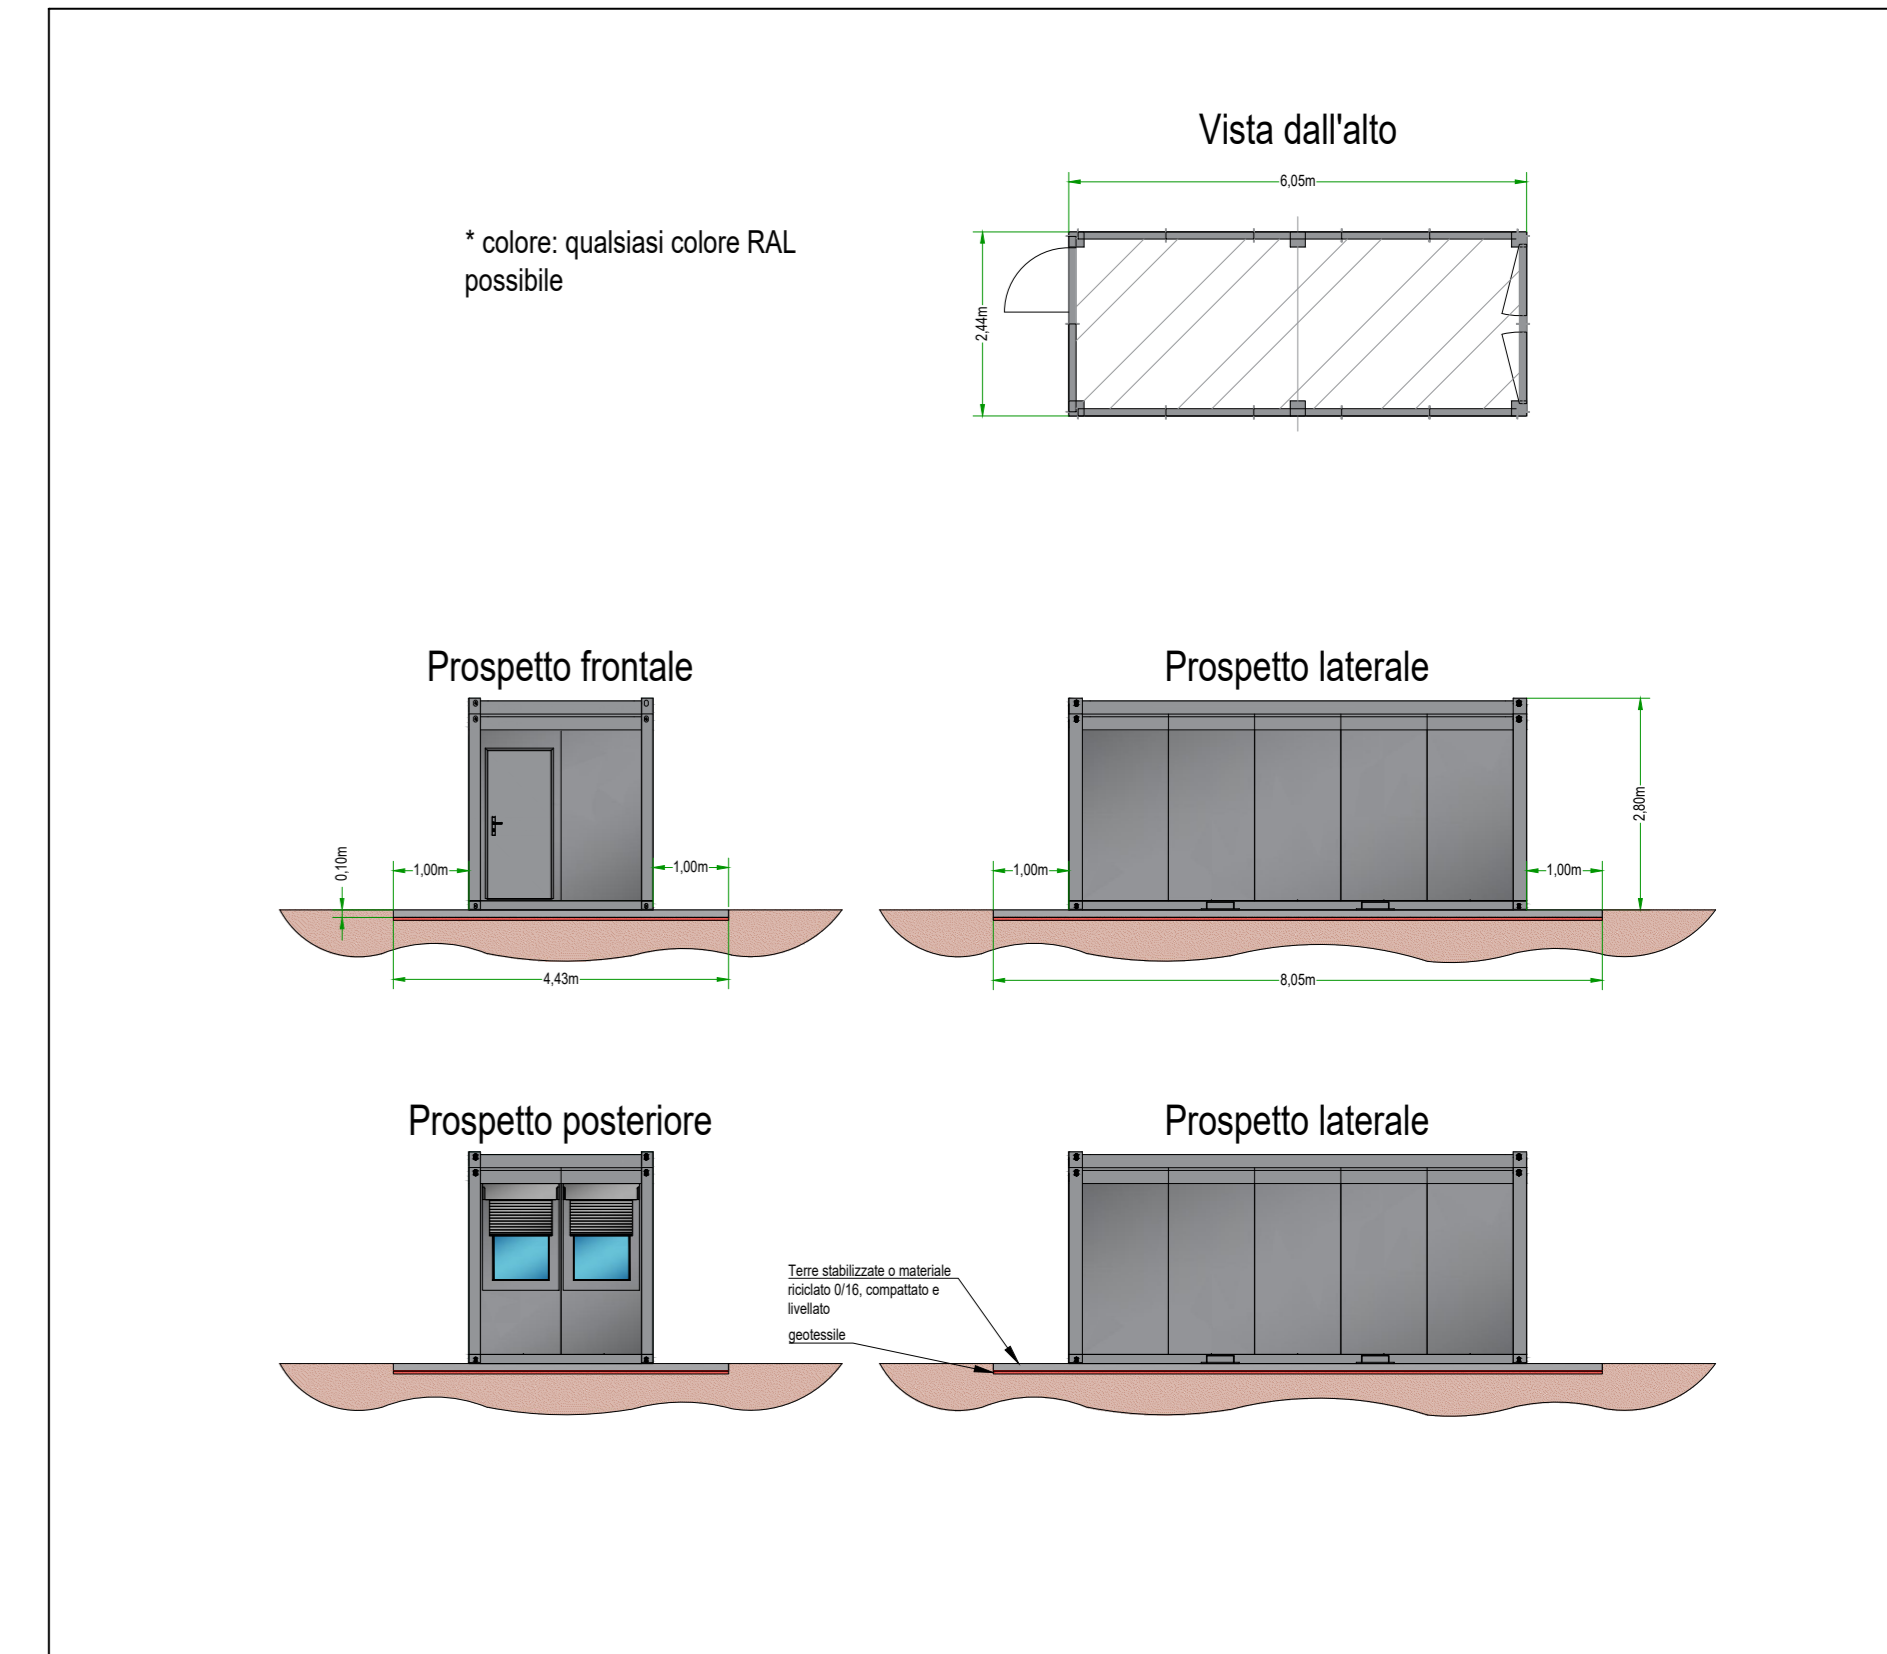 Vista dall'alto
6,05m
* colore: qualsiasi colore RAL
possibile
2,44m
Prospetto frontale
Prospetto laterale
2,80m
0,10m
1,00m
1,00m
1,00m
1,00m
4,43m
8,05m
Prospetto posteriore
Prospetto laterale
Terre stabilizzate o materiale
riciclato 0/16, compattato e
livellato
geotessile